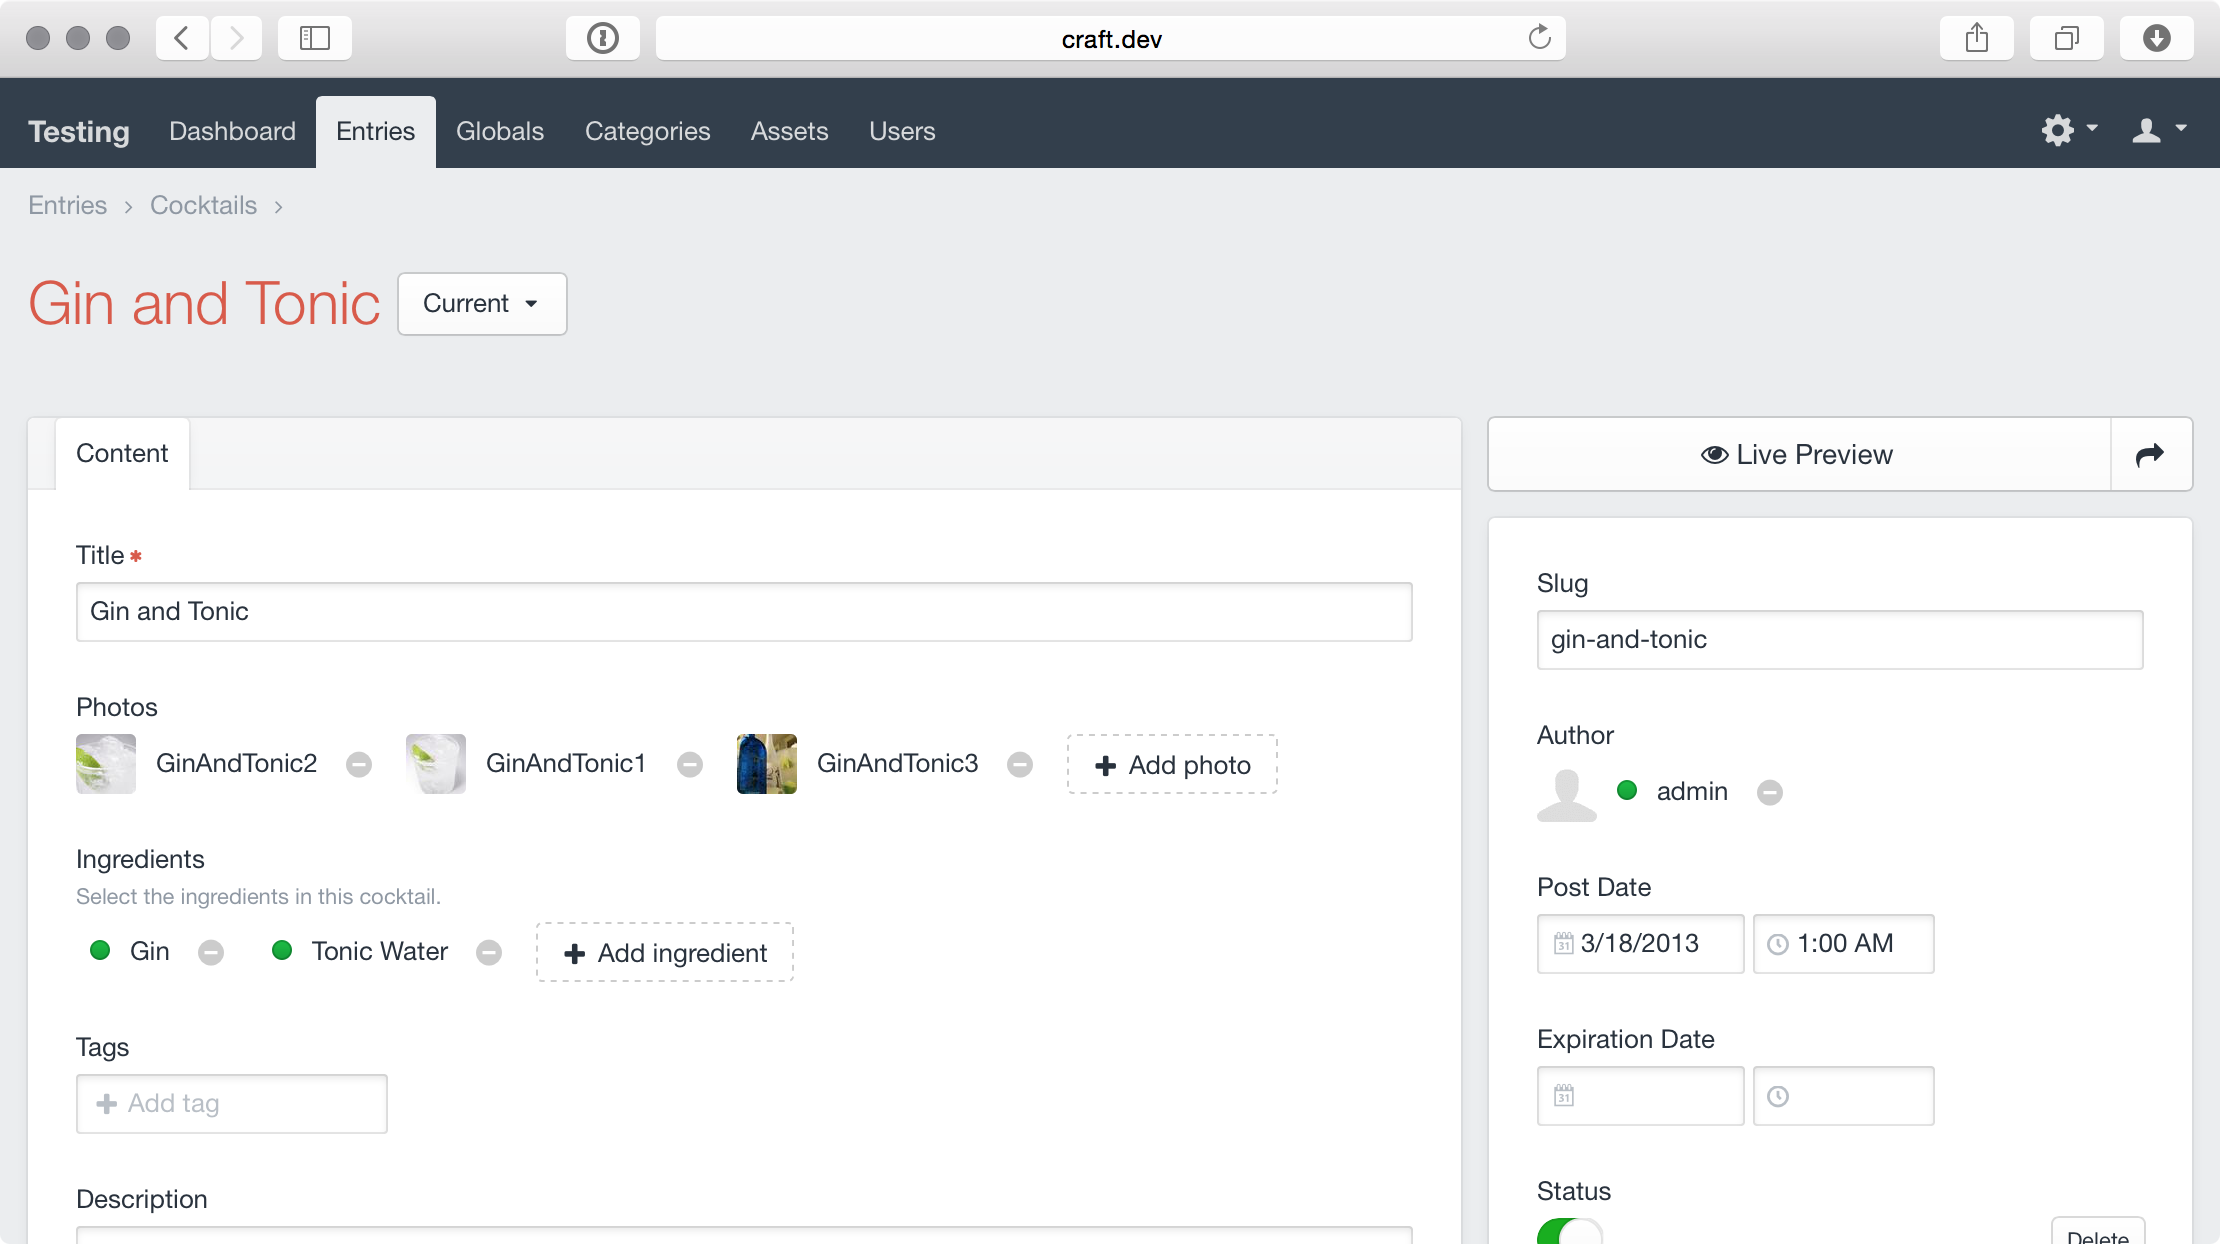 craft.dev
Testing Dashboard Entries Globals Categories Assets Users
Entries > Cocktails >
Gin and Tonic Current
Content
Live Preview
Title *
Gin and Tonic
Photos
GinAndTonic2 GinAndTonic1 GinAndTonic3 + Add photo
Ingredients
Select the ingredients in this cocktail.
Gin Tonic Water + Add ingredient
Tags
+ Add tag
Description
Slug
gin-and-tonic
Author
admin
Post Date
31 3/18/2013 1:00 AM
Expiration Date
31
Status
Delete